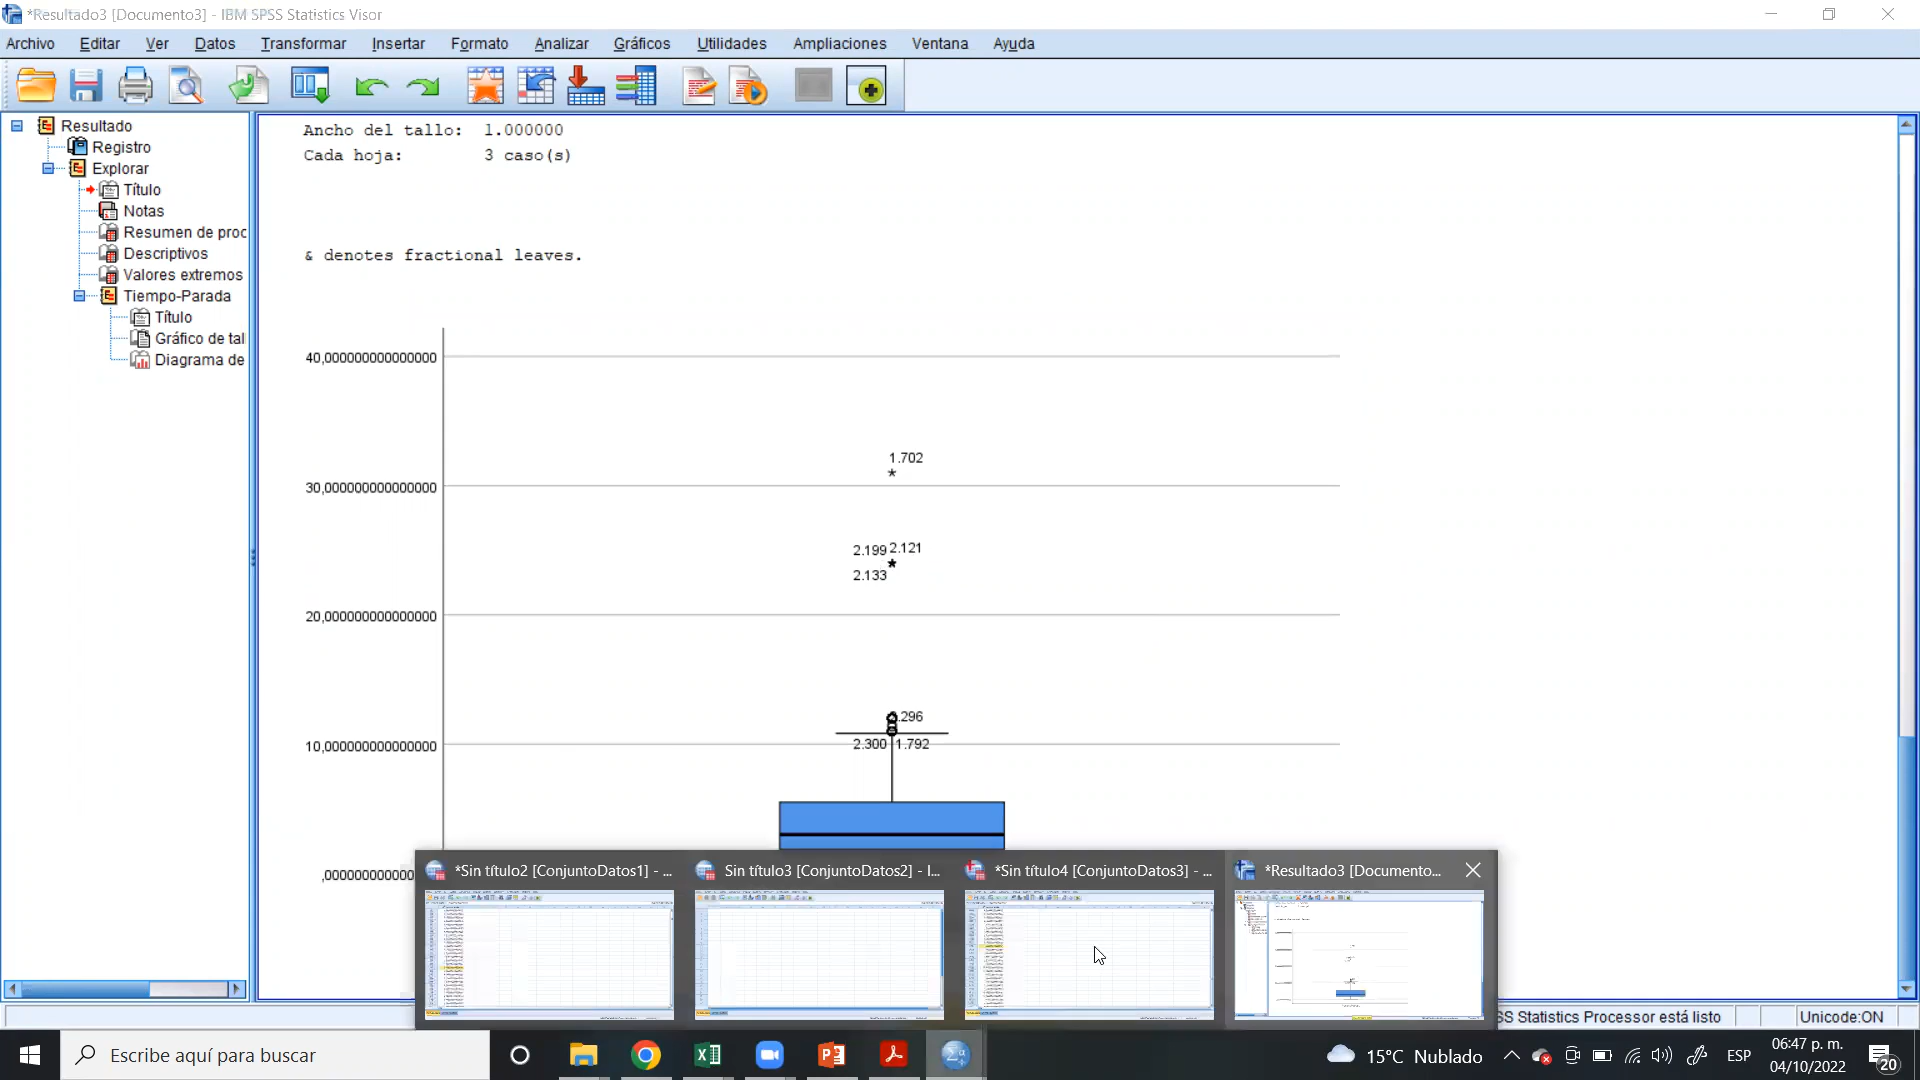 *Resultado3 [Documento3] - IBM SPSS Statistics Visor
Archivo Editar Ver Datos Transformar Insertar Formato Analizar Gráficos Utilidades Ampliaciones Ventana Ayuda
Resultado
Registro
Explorar
Título
Notas
Resumen de proc
Descriptivos
Valores extremos
Tiempo-Parada
Título
Gráfico de tal
Diagrama de
Ancho del tallo: 1.000000
Cada hoja: 3 caso(s)
& denotes fractional leaves.
40,000000000000000
30,000000000000000
20,000000000000000
10,000000000000000
,00000000000
1.702
2.199 2.121
2.133
.296
2.300 1.792
*Sin título2 [ConjuntoDatos1] - ...
Sin título3 [ConjuntoDatos2] - I...
*Sin título4 [ConjuntoDatos3] - ...
*Resultado3 [Documento...
SS Statistics Processor está listo
Unicode:ON
Escribe aquí para buscar
15°C Nublado
ESP
06:47 p. m.
04/10/2022
20